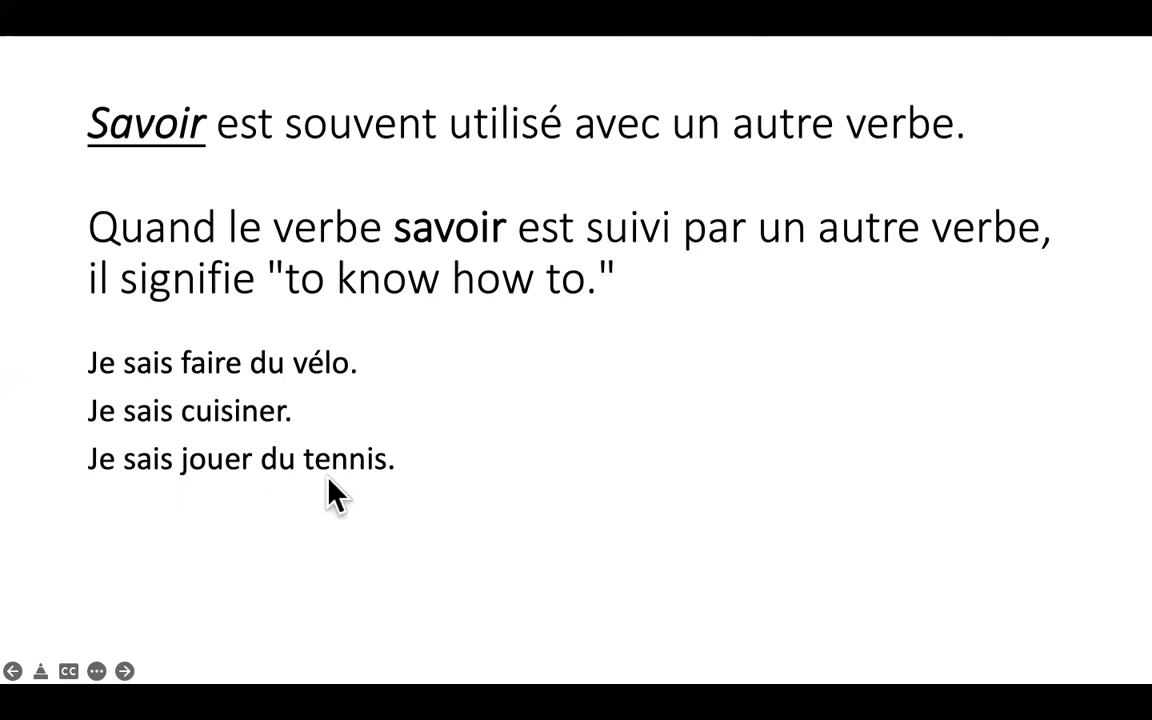 Savoir est souvent utilisé avec un autre verbe.
Quand le verbe savoir est suivi par un autre verbe,
il signifie "to know how to."
Je sais faire du vélo.
Je sais cuisiner.
Je sais jouer du tennis.
CC